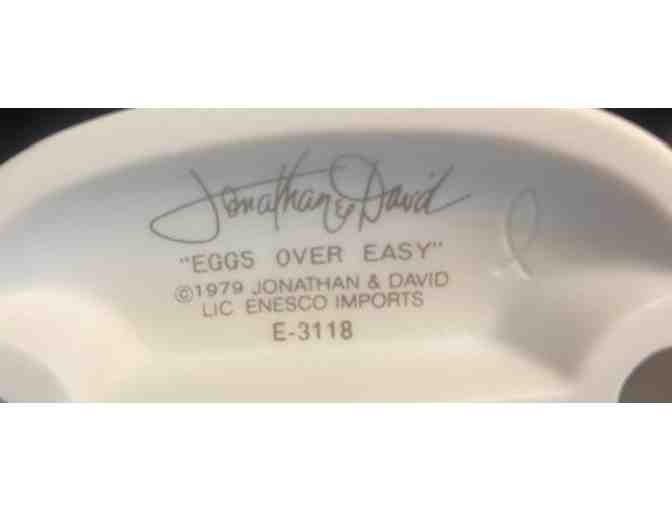 Jonathan & David
"EGGS OVER EASY"
©1979 JONATHAN & DAVID
LIC ENESCO IMPORTS
E-3118